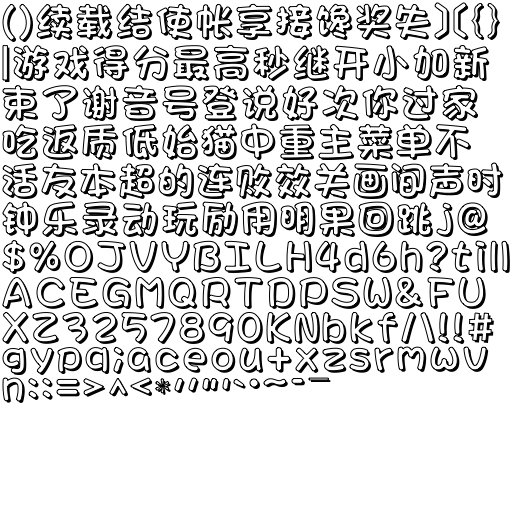 ()续载结使帐享接馋奖失][{}
|游戏得分最高秒继开小加新
束了谢音号登说好次你过家
吃返质低始猫中重主菜单不
活友本超的连败效关画间声时
钟乐录动玩励用明果回跳j@
$%OJVYBILH4d6h?till
ACEGMQRTDPSW&FU
XZ3257890KNbkf/\!!#
gypq;aceou+xzsrmwv
n::=>^<*'′"“`·~-—